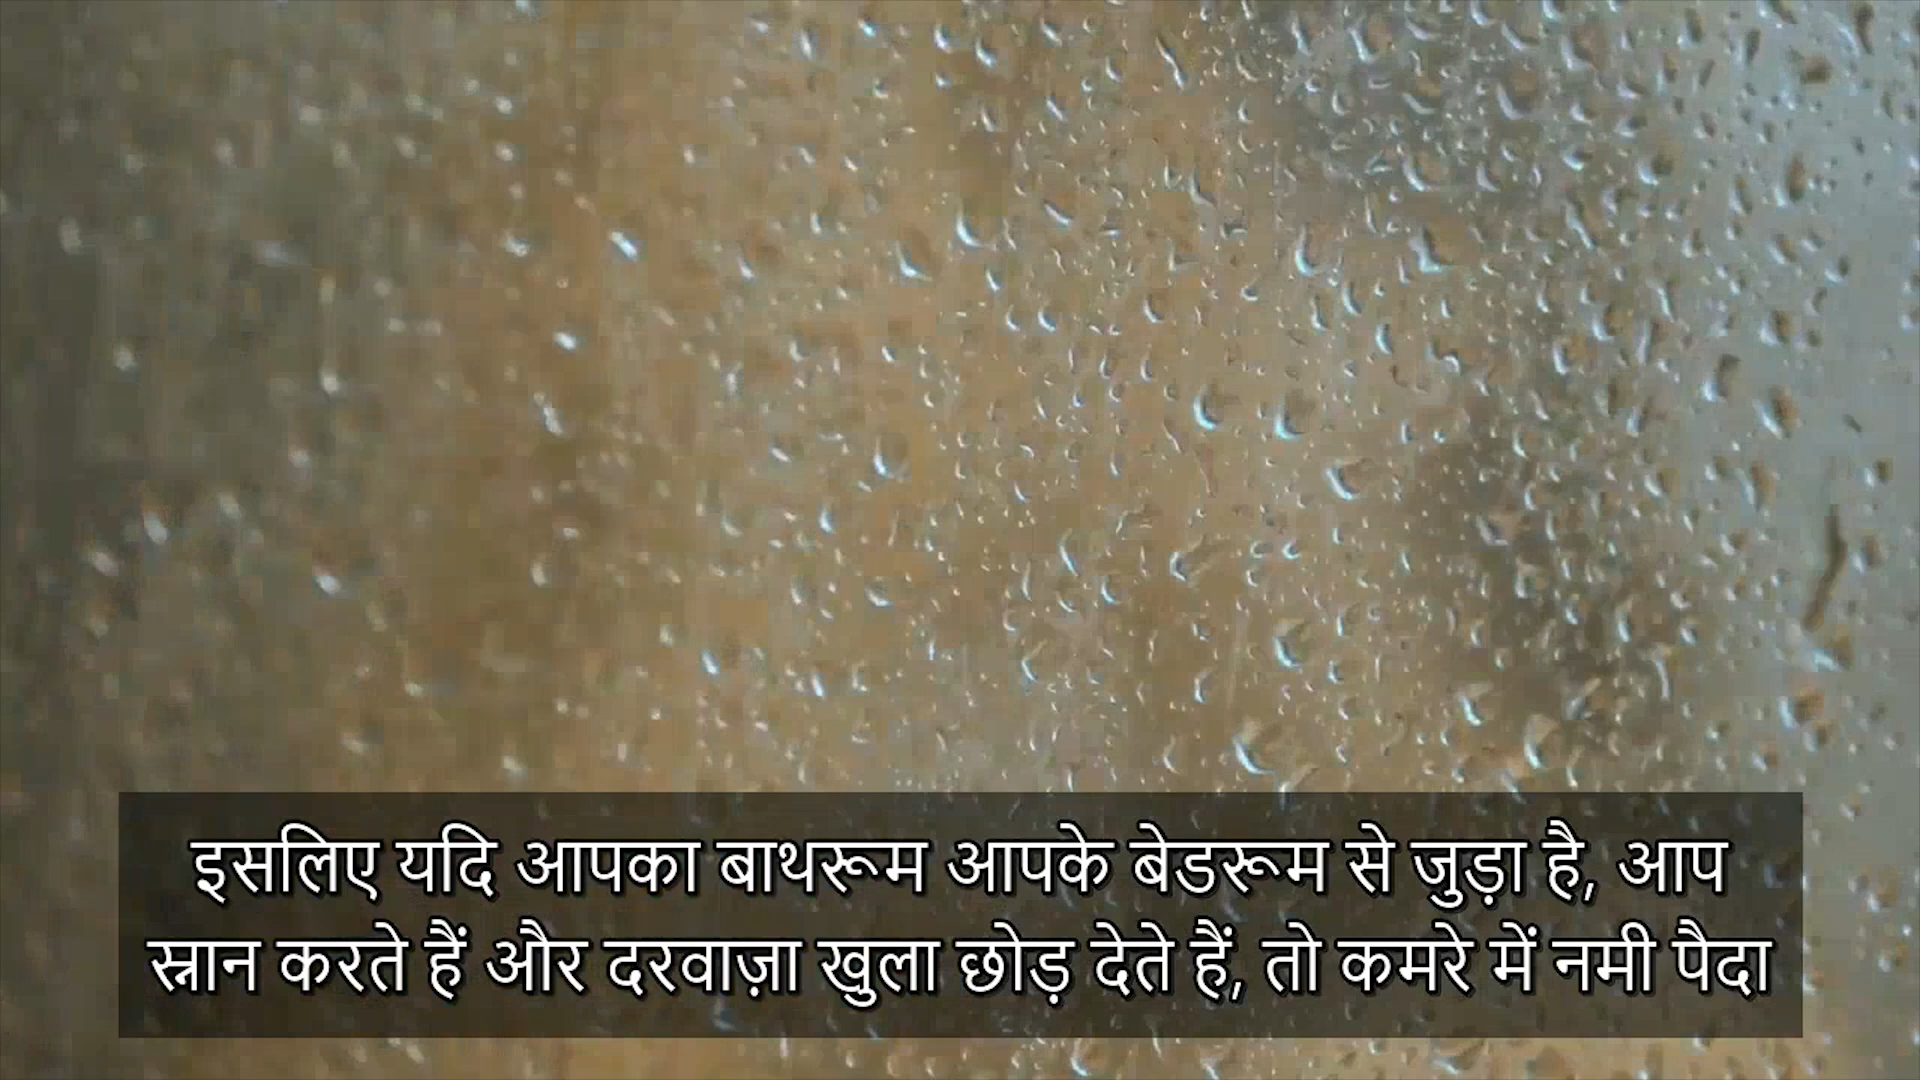 इसलिए यदि आपका बाथरूम आपके बेडरूम से जुड़ा है, आप
स्नान करते हैं और दरवाज़ा खुला छोड़ देते हैं, तो कमरे में नमी पैदा